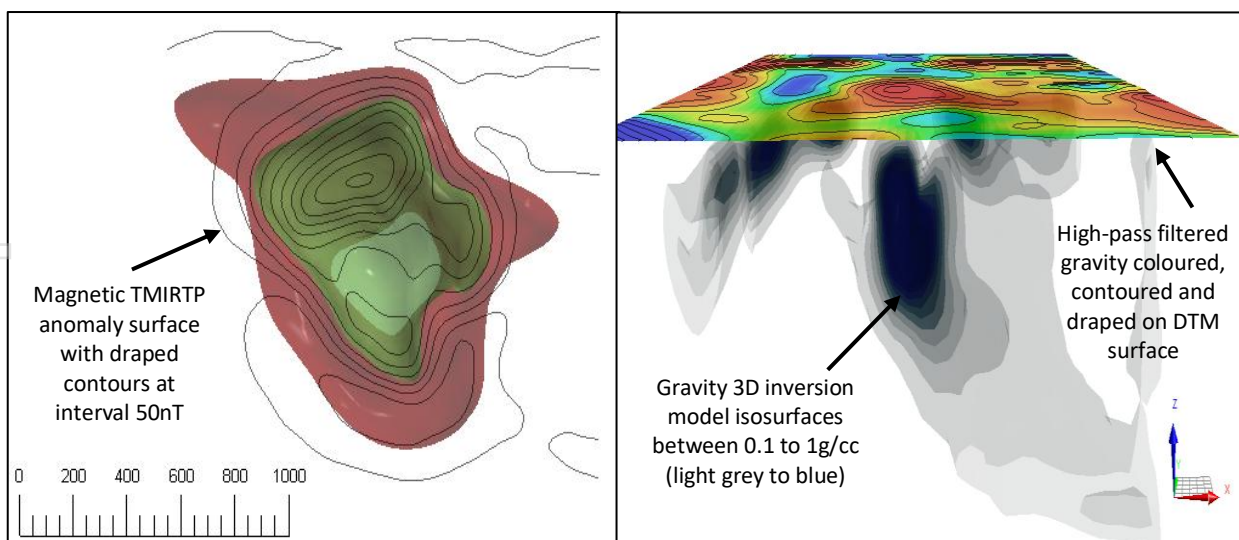 Magnetic TMIRTP
anomaly surface
with draped
contours at
interval 50nT
0 200 400 600 800 1000
Gravity 3D inversion
model isosurfaces
between 0.1 to 1g/cc
(light grey to blue)
High-pass filtered
gravity coloured,
contoured and
draped on DTM
surface
Z
Y
X